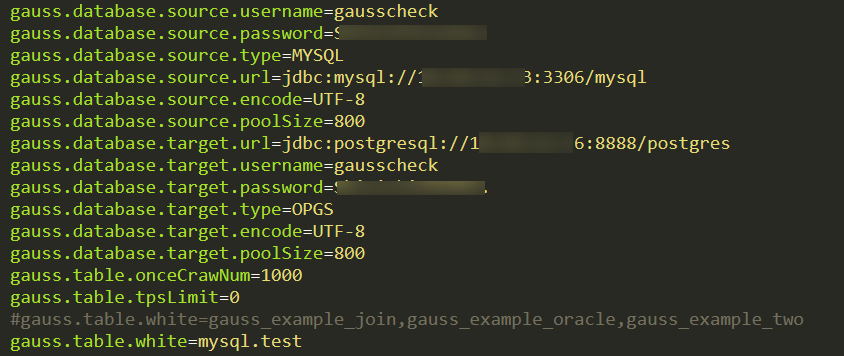 gauss.database.source.username=gausscheck
gauss.database.source.password=S
gauss.database.source.type=MYSQL
gauss.database.source.url=jdbc:mysql://1 3:3306/mysql
gauss.database.source.encode=UTF-8
gauss.database.source.poolSize=800
gauss.database.target.url=jdbc:postgresql://1 6:8888/postgres
gauss.database.target.username=gausscheck
gauss.database.target.password=
gauss.database.target.type=OPGS
gauss.database.target.encode=UTF-8
gauss.database.target.poolSize=800
gauss.table.onceCrawNum=1000
gauss.table.tpsLimit=0
#gauss.table.white=gauss_example_join,gauss_example_oracle,gauss_example_two
gauss.table.white=mysql.test